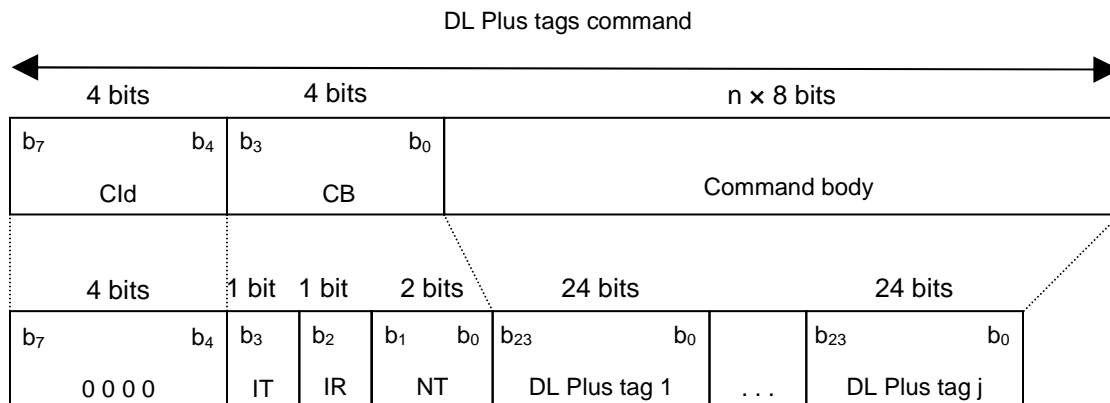 DL Plus tags command
4 bits 4 bits n × 8 bits
b7 b4 b3 b0
CId CB Command body
4 bits 1 bit 1 bit 2 bits 24 bits 24 bits
b7 b4 b3 b2 b1 b0 b23 b0 b23 b0
0 0 0 0 IT IR NT DL Plus tag 1 . . . DL Plus tag j